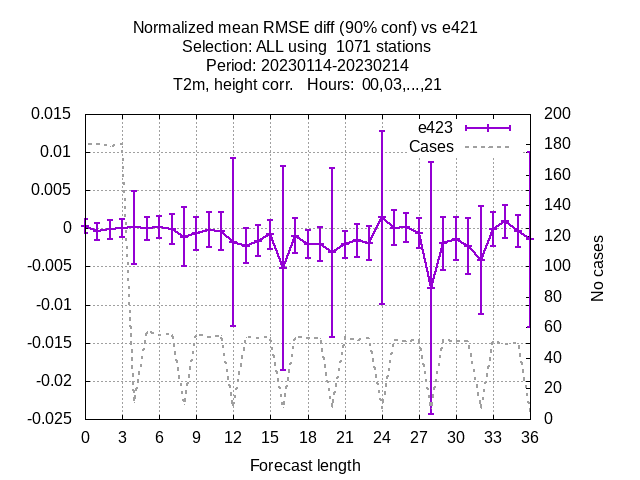 Normalized mean RMSE diff (90% conf) vs e421
Selection: ALL using  1071 stations
Period: 20230114-20230214
T2m, height corr.   Hours:  00,03,...,21
e423
Cases
0.015
0.01
0.005
0
-0.005
-0.01
-0.015
-0.02
-0.025
200
180
160
140
120
100
80
60
40
20
0
No cases
0 3 6 9 12 15 18 21 24 27 30 33 36
Forecast length